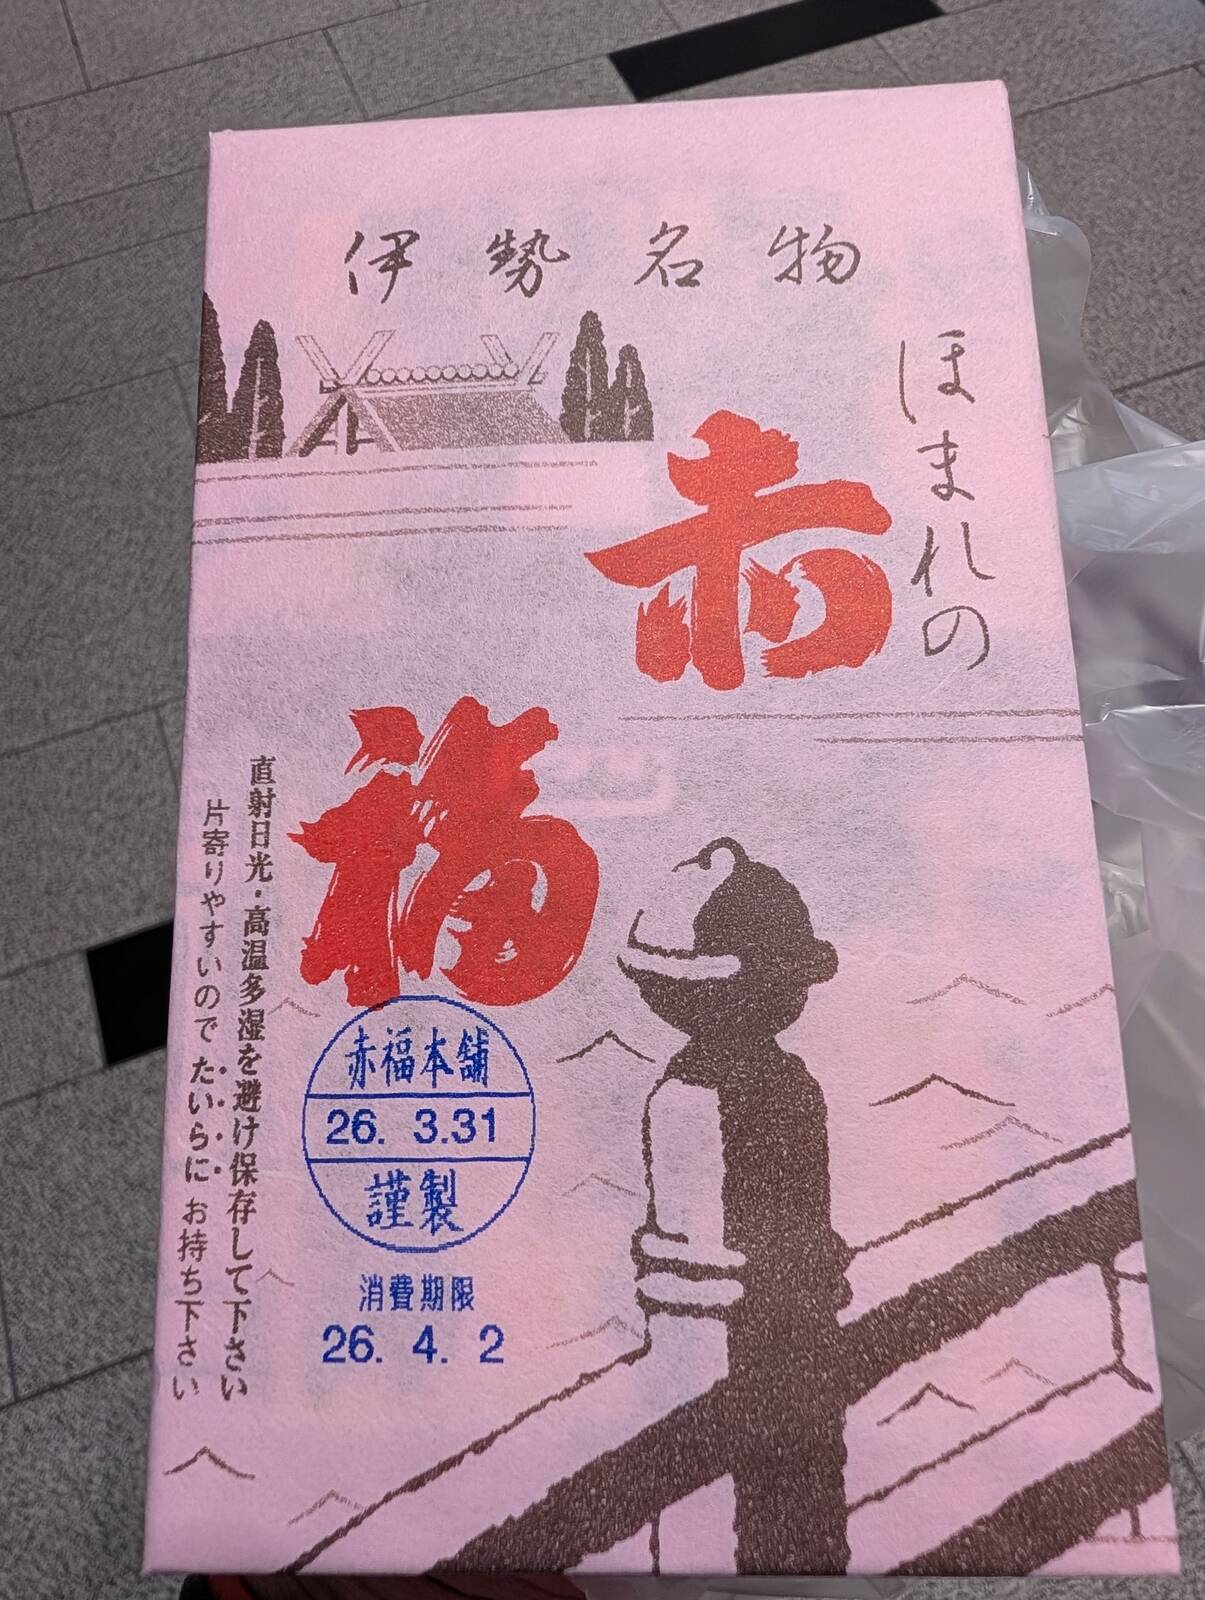 伊勢名物
ほまれの
赤
福
直射日光・高温多湿を避け保存して下さい
片寄りやすいので たいらに お持ち下さい
赤福本舗
26. 3.31
謹製
消費期限
26. 4. 2